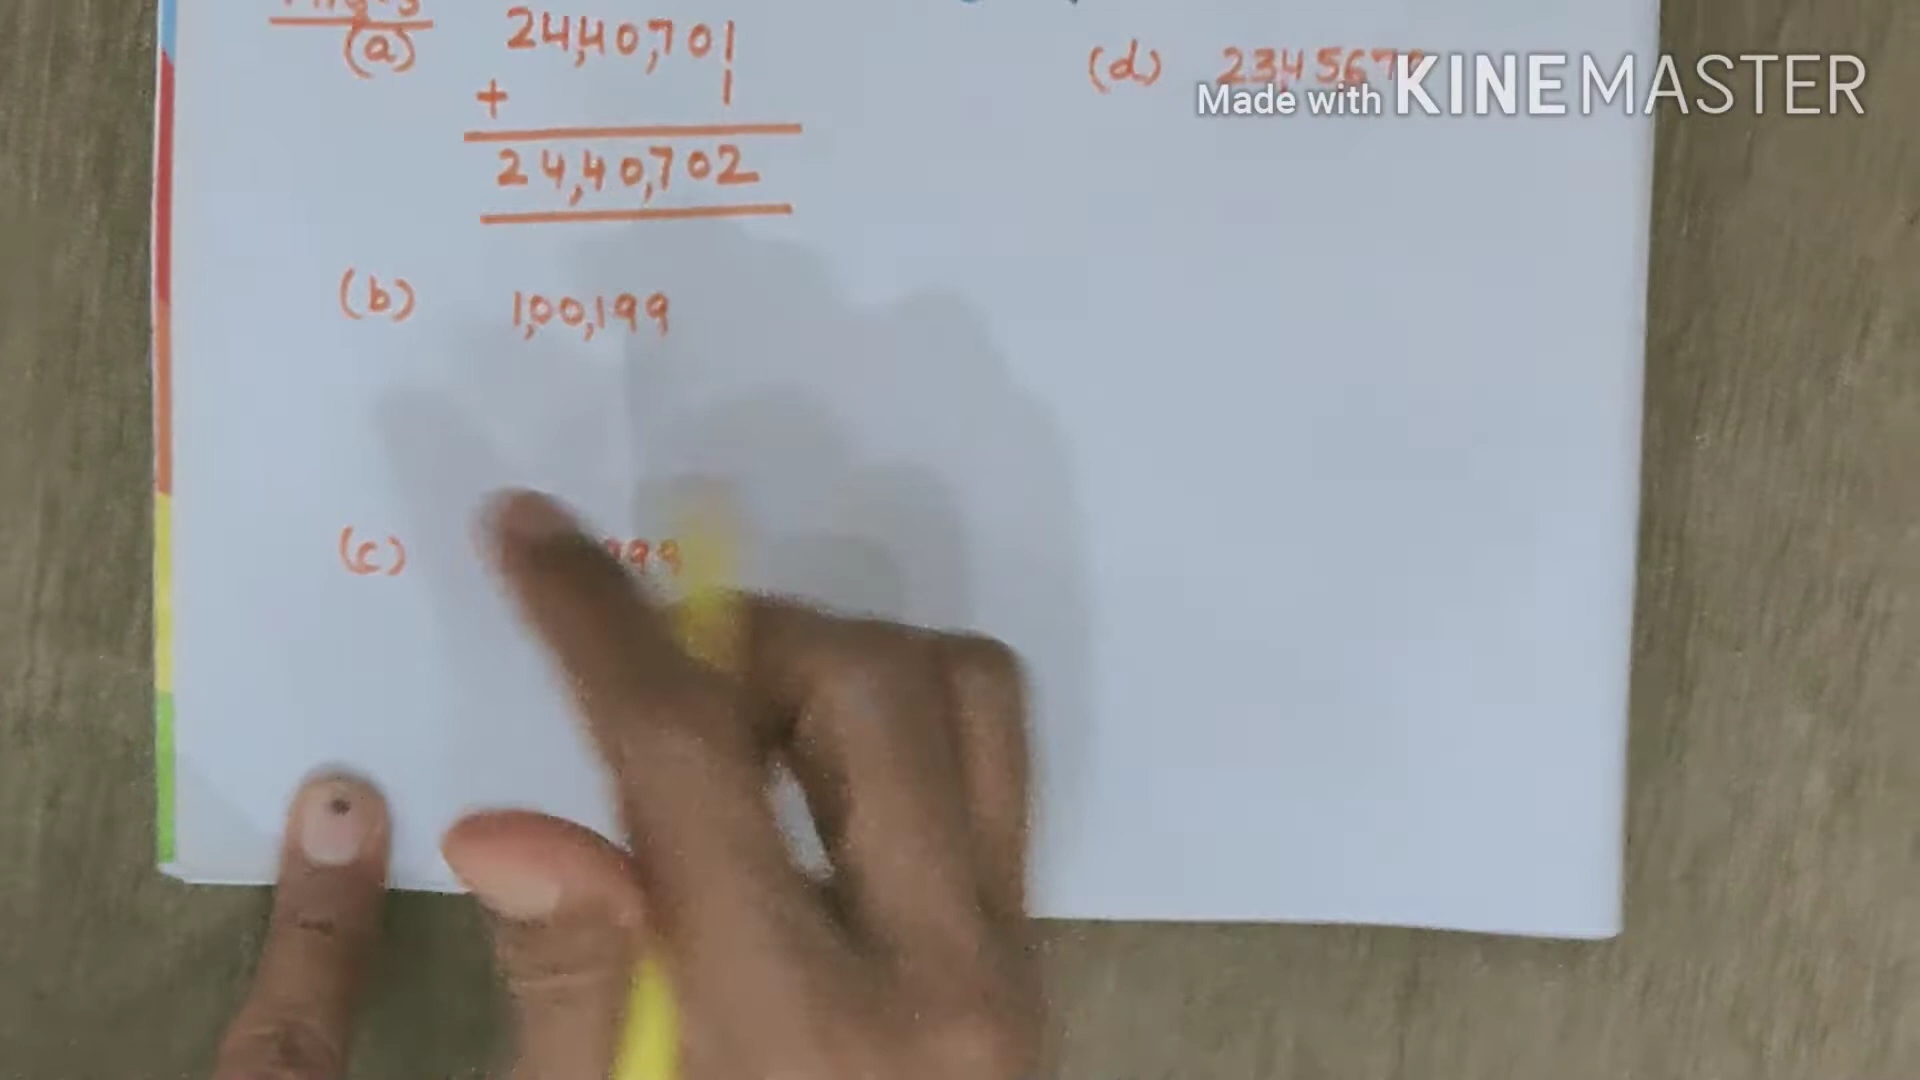 (a) 24,40,701
+ 1
24,40,702
(b) 1,00,199
(c)
(d)
Made with KINEMASTER